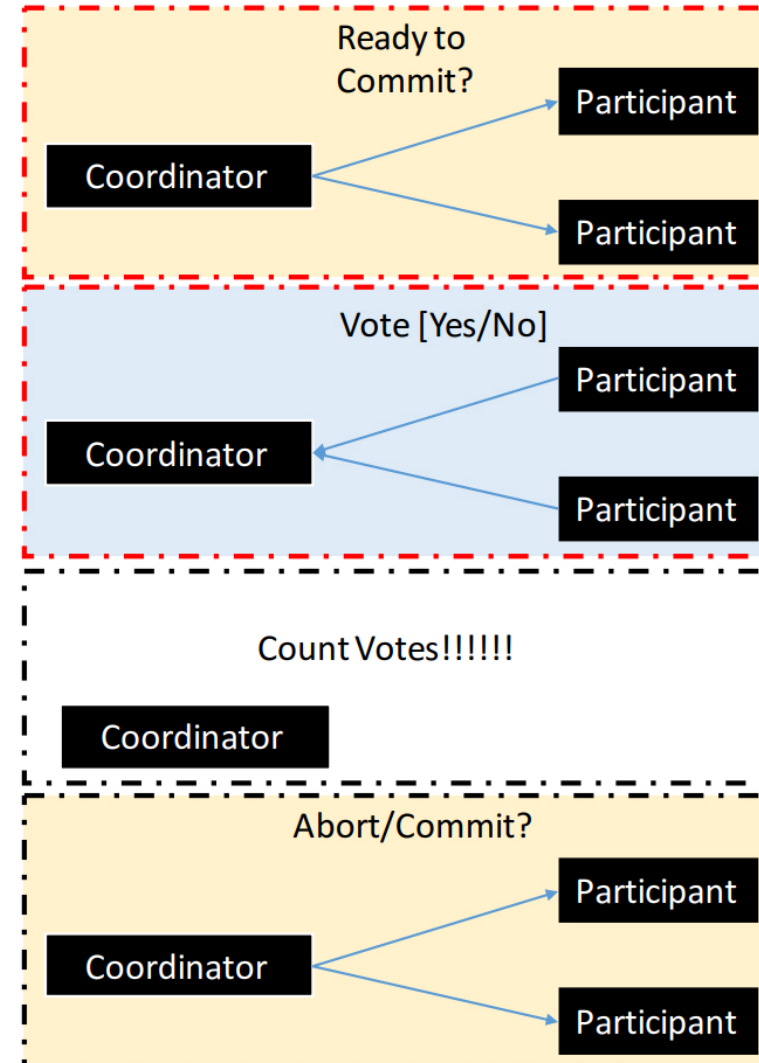 Ready to
Commit?
Participant
Coordinator
Participant
Vote [Yes/No]
Participant
Coordinator
Participant
Count Votes!!!!!!
Coordinator
Abort/Commit?
Participant
Coordinator
Participant